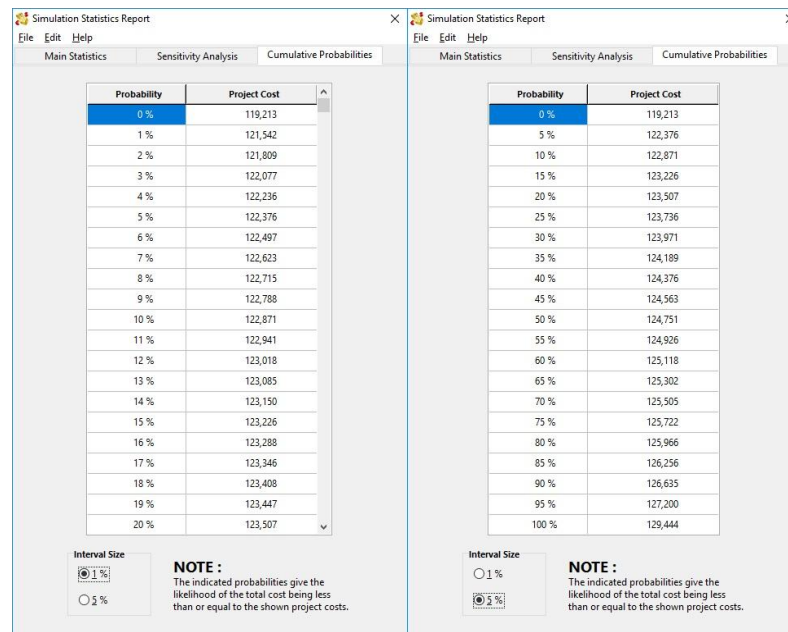 Simulation Statistics Report
File Edit Help
Main Statistics Sensitivity Analysis Cumulative Probabilities
Probability Project Cost
0 % 119,213
1 % 121,542
2 % 121,809
3 % 122,077
4 % 122,236
5 % 122,376
6 % 122,497
7 % 122,623
8 % 122,715
9 % 122,788
10 % 122,871
11 % 122,941
12 % 123,018
13 % 123,085
14 % 123,150
15 % 123,226
16 % 123,288
17 % 123,346
18 % 123,408
19 % 123,447
20 % 123,507
Interval Size
1 %
5 %
NOTE :
The indicated probabilities give the
likelihood of the total cost being less
than or equal to the shown project costs.
Simulation Statistics Report
File Edit Help
Main Statistics Sensitivity Analysis Cumulative Probabilities
Probability Project Cost
0 % 119,213
5 % 122,376
10 % 122,871
15 % 123,226
20 % 123,507
25 % 123,736
30 % 123,971
35 % 124,189
40 % 124,376
45 % 124,563
50 % 124,751
55 % 124,926
60 % 125,118
65 % 125,302
70 % 125,505
75 % 125,722
80 % 125,966
85 % 126,256
90 % 126,635
95 % 127,200
100 % 129,444
Interval Size
1 %
5 %
NOTE :
The indicated probabilities give the
likelihood of the total cost being less
than or equal to the shown project costs.